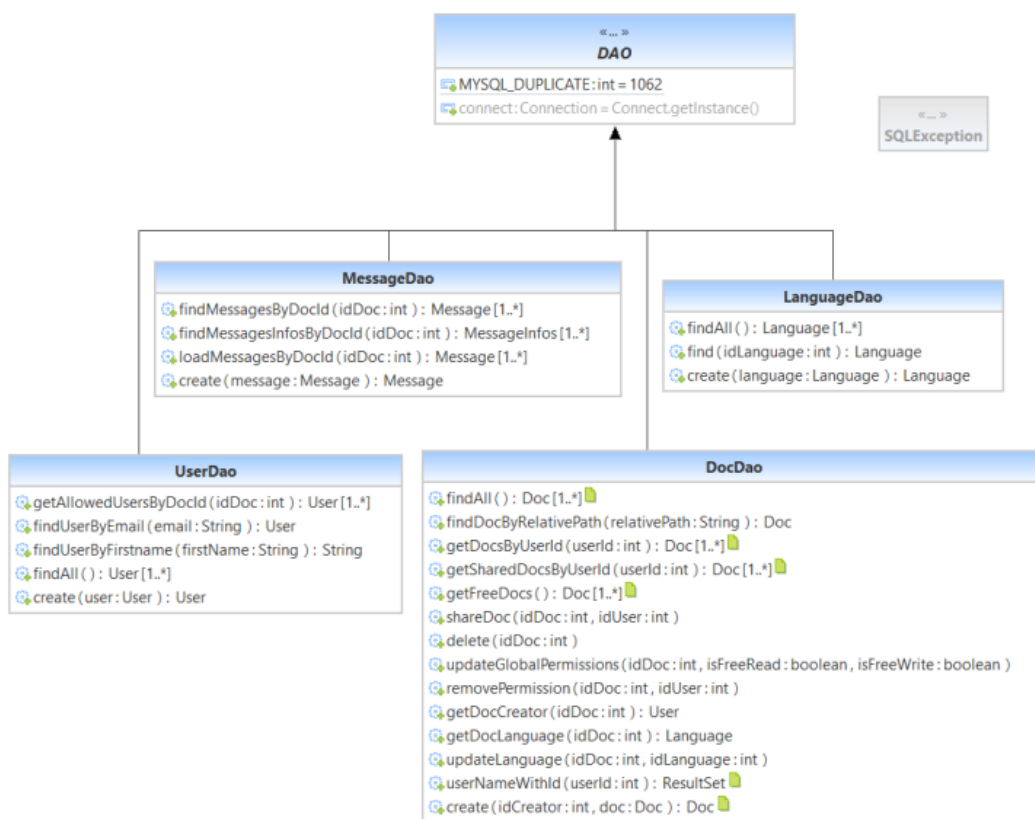 «... »
DAO
MYSQL_DUPLICATE:int = 1062
connect:Connection = Connect.getInstance()
«... »
SQLException
MessageDao
findMessagesByDocId(idDoc:int): Message[1..*]
findMessagesInfosByDocId(idDoc:int): MessageInfos[1..*]
loadMessagesByDocId(idDoc:int): Message[1..*]
create(message:Message): Message
LanguageDao
findAll(): Language[1..*]
find(idLanguage:int): Language
create(language:Language): Language
UserDao
getAllowedUsersByDocId(idDoc:int): User[1..*]
findUserByEmail(email:String): User
findUserByFirstname(firstName:String): String
findAll(): User[1..*]
create(user:User): User
DocDao
findAll(): Doc[1..*]
findDocByRelativePath(relativePath:String): Doc
getDocsByUserId(userId:int): Doc[1..*]
getSharedDocsByUserId(userId:int): Doc[1..*]
getFreeDocs(): Doc[1..*]
shareDoc(idDoc:int, idUser:int)
delete(idDoc:int)
updateGlobalPermissions(idDoc:int, isFreeRead:boolean, isFreeWrite:boolean)
removePermission(idDoc:int, idUser:int)
getDocCreator(idDoc:int): User
getDocLanguage(idDoc:int): Language
updateLanguage(idDoc:int, idLanguage:int)
userNameWithId(userId:int): ResultSet
create(idCreator:int, doc:Doc): Doc